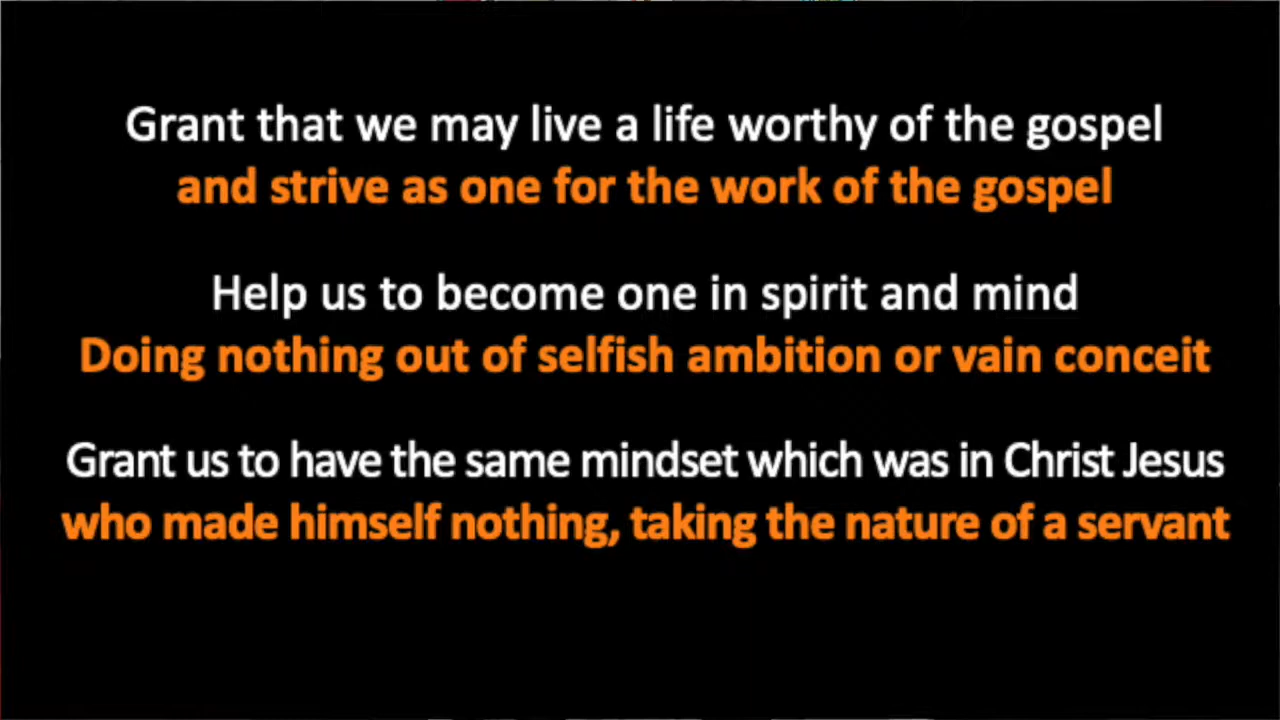 Grant that we may live a life worthy of the gospel
and strive as one for the work of the gospel
Help us to become one in spirit and mind
Doing nothing out of selfish ambition or vain conceit
Grant us to have the same mindset which was in Christ Jesus
who made himself nothing, taking the nature of a servant